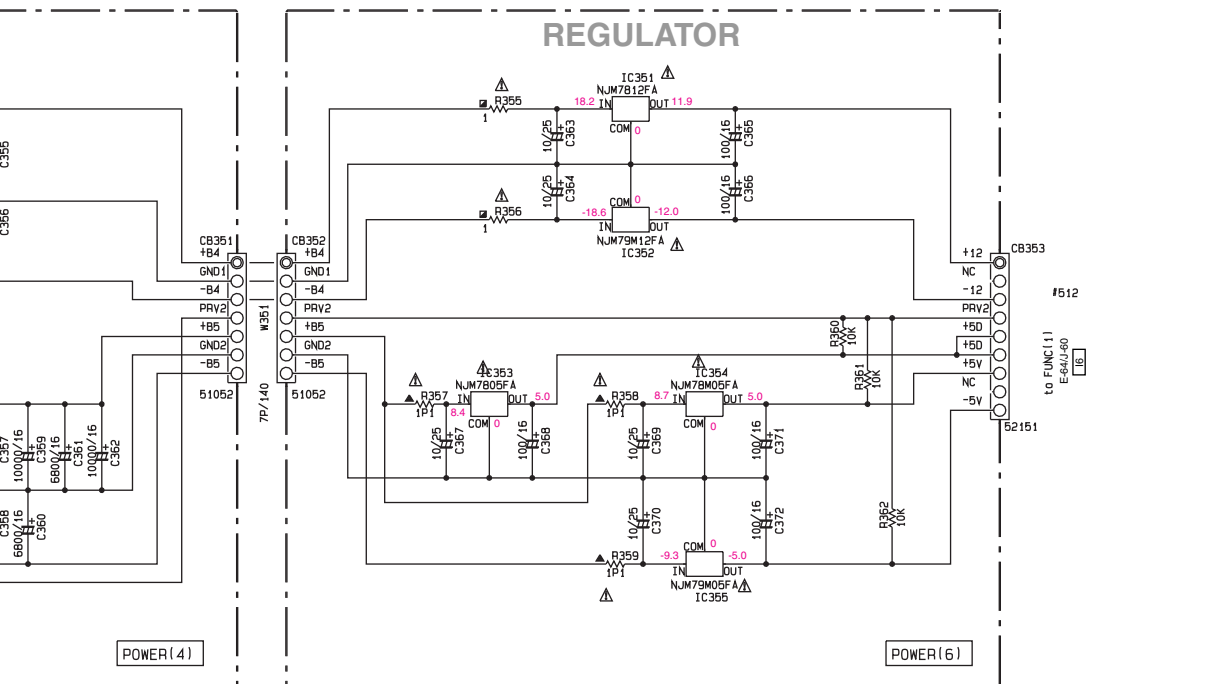 REGULATOR
IC351
NJM7812FA
R355
1
18.2
IN
OUT
11.9
COM
0
10/25
C363
100/16
C365
C355
10/25
C364
100/16
C366
C356
R356
1
-18.6
IN
COM
0
-12.0
OUT
NJM79M12FA
IC352
CB351
+B4
GND1
-B4
PRV2
+B5
GND2
-B5
51052
W351
7P/140
CB352
+B4
GND1
-B4
PRV2
+B5
GND2
-B5
51052
CB353
+12
NC
-12
PRV2
+5D
+5D
+5V
NC
-5V
52151
#512
to FUNC(1)
E-64/J-60
I6
R360
10K
R361
10K
R362
10K
IC353
NJM7805FA
R357
1P1
8.4
IN
OUT
5.0
COM
0
10/25
C367
100/16
C368
IC354
NJM78M05FA
R358
1P1
8.7
IN
OUT
5.0
COM
0
10/25
C369
100/16
C371
10/25
C370
100/16
C372
R359
1P1
-9.3
IN
COM
0
-5.0
OUT
NJM79M05FA
IC355
C357
10000/16
C359
6800/16
C361
10000/16
C362
C358
6800/16
C360
POWER(4)
POWER(6)